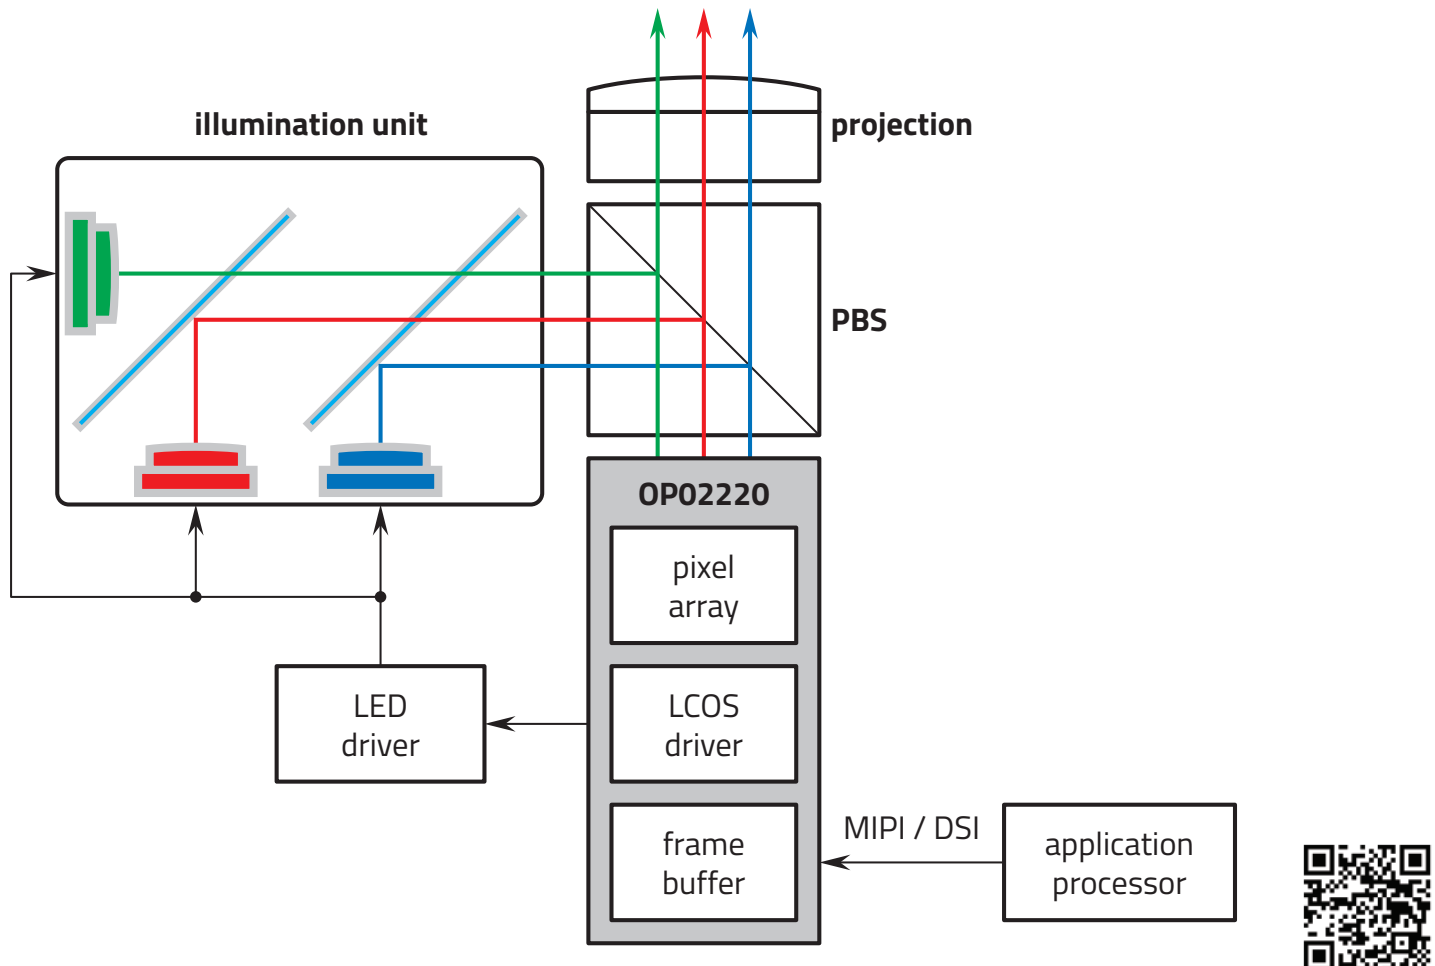 illumination unit
projection
PBS
OP02220
pixel
array
LED
driver
LCOS
driver
frame
buffer
MIPI / DSI
application
processor